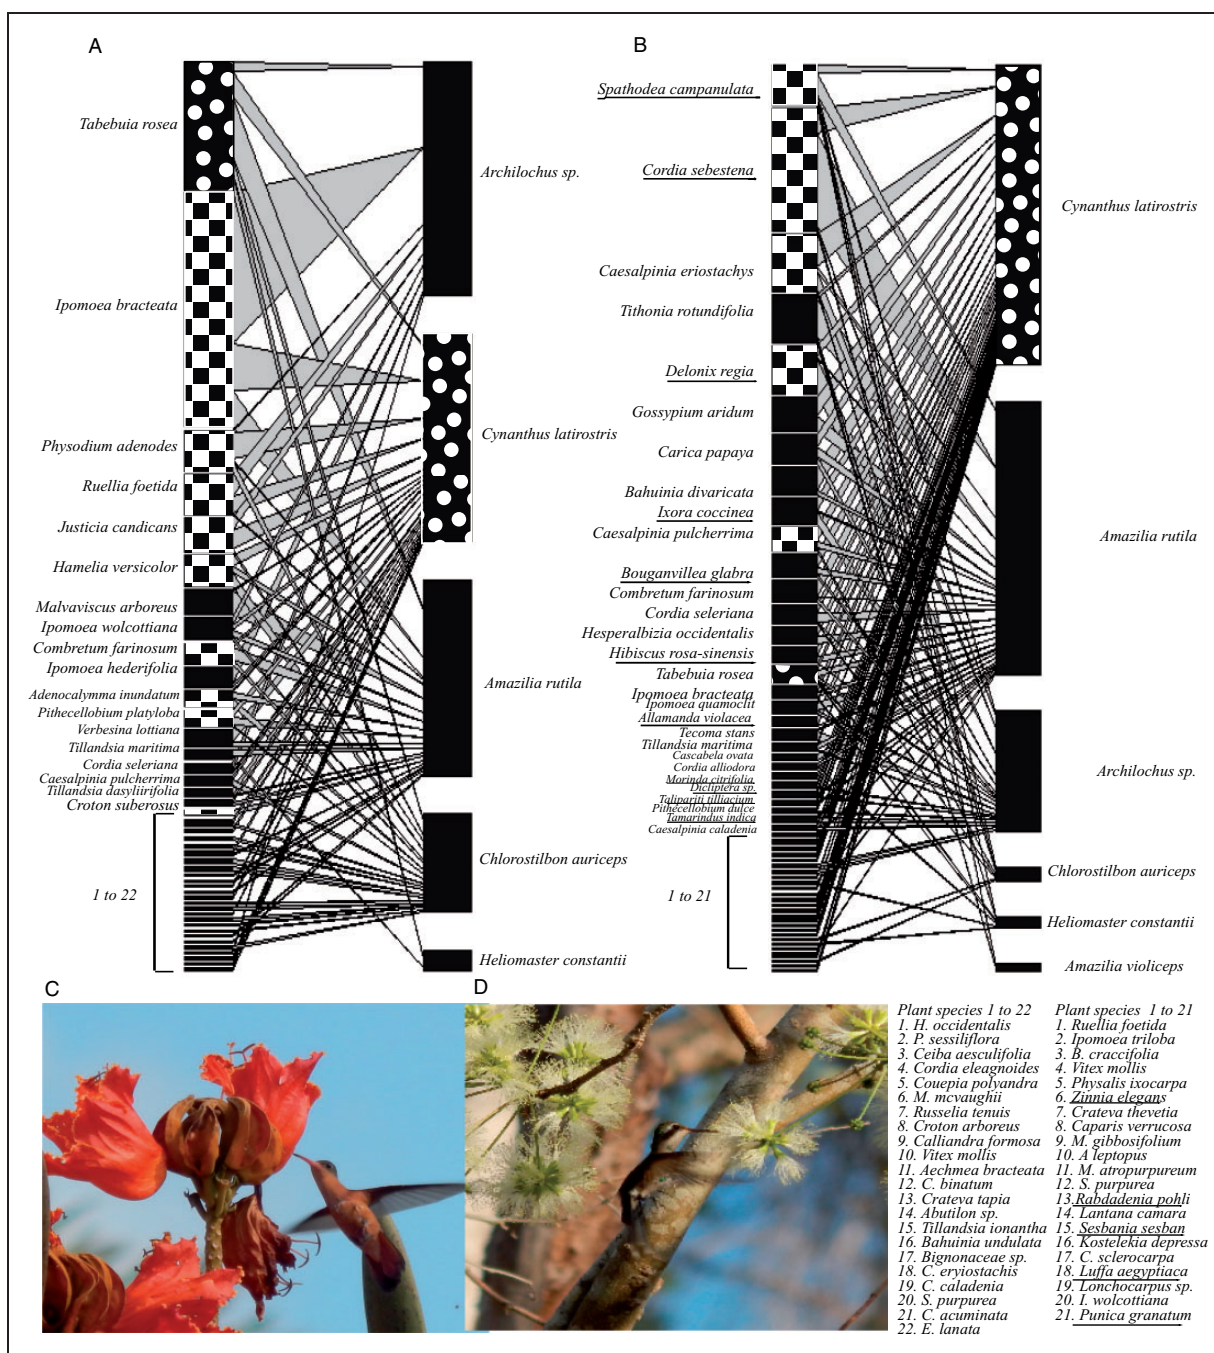 A
Tabebuia rosea
Ipomoea bracteata
Physodium adenodes
Ruellia foetida
Justicia candicans
Hamelia versicolor
Malvaviscus arboreus
Ipomoea wolcottiana
Combretum farinosum
Ipomoea hederifolia
Adenocalymma inundatum
Pithecellobium platyloba
Verbesina lottiana
Tillandsia maritima
Cordia seleriana
Caesalpinia pulcherrima
Tillandsia dasyliirifolia
Croton suberosus
1 to 22
Archilochus sp.
Cynanthus latirostris
Amazilia rutila
Chlorostilbon auriceps
Heliomaster constantii
B
Spathodea campanulata
Cordia sebestena
Caesalpinia eriostachys
Tithonia rotundifolia
Delonix regia
Gossypium aridum
Carica papaya
Bahuinia divaricata
Ixora coccinea
Caesalpinia pulcherrima
Bouganvillea glabra
Combretum farinosum
Cordia seleriana
Hesperalbizia occidentalis
Hibiscus rosa-sinensis
Tabebuia rosea
Ipomoea bracteata
Ipomoea quamoclit
Allamanda violacea
Tecoma stans
Tillandsia maritima
Cascabela ovata
Cordia alliodora
Morinda citrifolia
Dicliptera sp.
Talipariti tilliacium
Pithecellobium dulce
Tamarindus indica
Caesalpinia caladenia
1 to 21
Cynanthus latirostris
Amazilia rutila
Archilochus sp.
Chlorostilbon auriceps
Heliomaster constantii
Amazilia violiceps
C
D
Plant species 1 to 22
1. H. occidentalis
2. P. sessiliflora
3. Ceiba aesculifolia
4. Cordia eleagnoides
5. Couepia polyandra
6. M. mcvaughii
7. Russelia tenuis
8. Croton arboreus
9. Calliandra formosa
10. Vitex mollis
11. Aechmea bracteata
12. C. binatum
13. Crateva tapia
14. Abutilon sp.
15. Tillandsia ionantha
16. Bahuinia undulata
17. Bignonaceae sp.
18. C. eryiostachis
19. C. caladenia
20. S. purpurea
21. C. acuminata
22. E. lanata
Plant species 1 to 21
1. Ruellia foetida
2. Ipomoea triloba
3. B. craccifolia
4. Vitex mollis
5. Physalis ixocarpa
6. Zinnia elegans
7. Crateva thevetia
8. Caparis verrucosa
9. M. gibbosifolium
10. A leptopus
11. M. atropurpureum
12. S. purpurea
13.Rabdadenia pohli
14. Lantana camara
15. Sesbania sesban
16. Kostelekia depressa
17. C. sclerocarpa
18. Luffa aegyptiaca
19. Lonchocarpus sp.
20. I. wolcottiana
21. Punica granatum